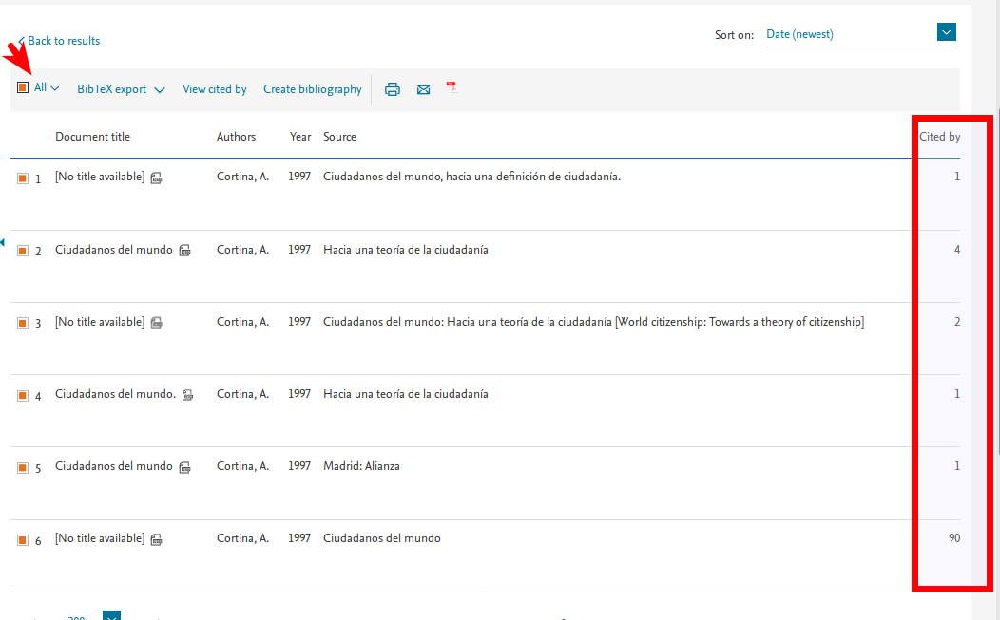 Back to results
Sort on: Date (newest)
All BibTeX export View cited by Create bibliography
Document title Authors Year Source Cited by
1 [No title available] Cortina, A. 1997 Ciudadanos del mundo, hacia una definición de ciudadanía. 1
2 Ciudadanos del mundo Cortina, A. 1997 Hacia una teoría de la ciudadanía 4
3 [No title available] Cortina, A. 1997 Ciudadanos del mundo: Hacia una teoría de la ciudadanía [World citizenship: Towards a theory of citizenship] 2
4 Ciudadanos del mundo. Cortina, A. 1997 Hacia una teoría de la ciudadanía 1
5 Ciudadanos del mundo Cortina, A. 1997 Madrid: Alianza 1
6 [No title available] Cortina, A. 1997 Ciudadanos del mundo 90